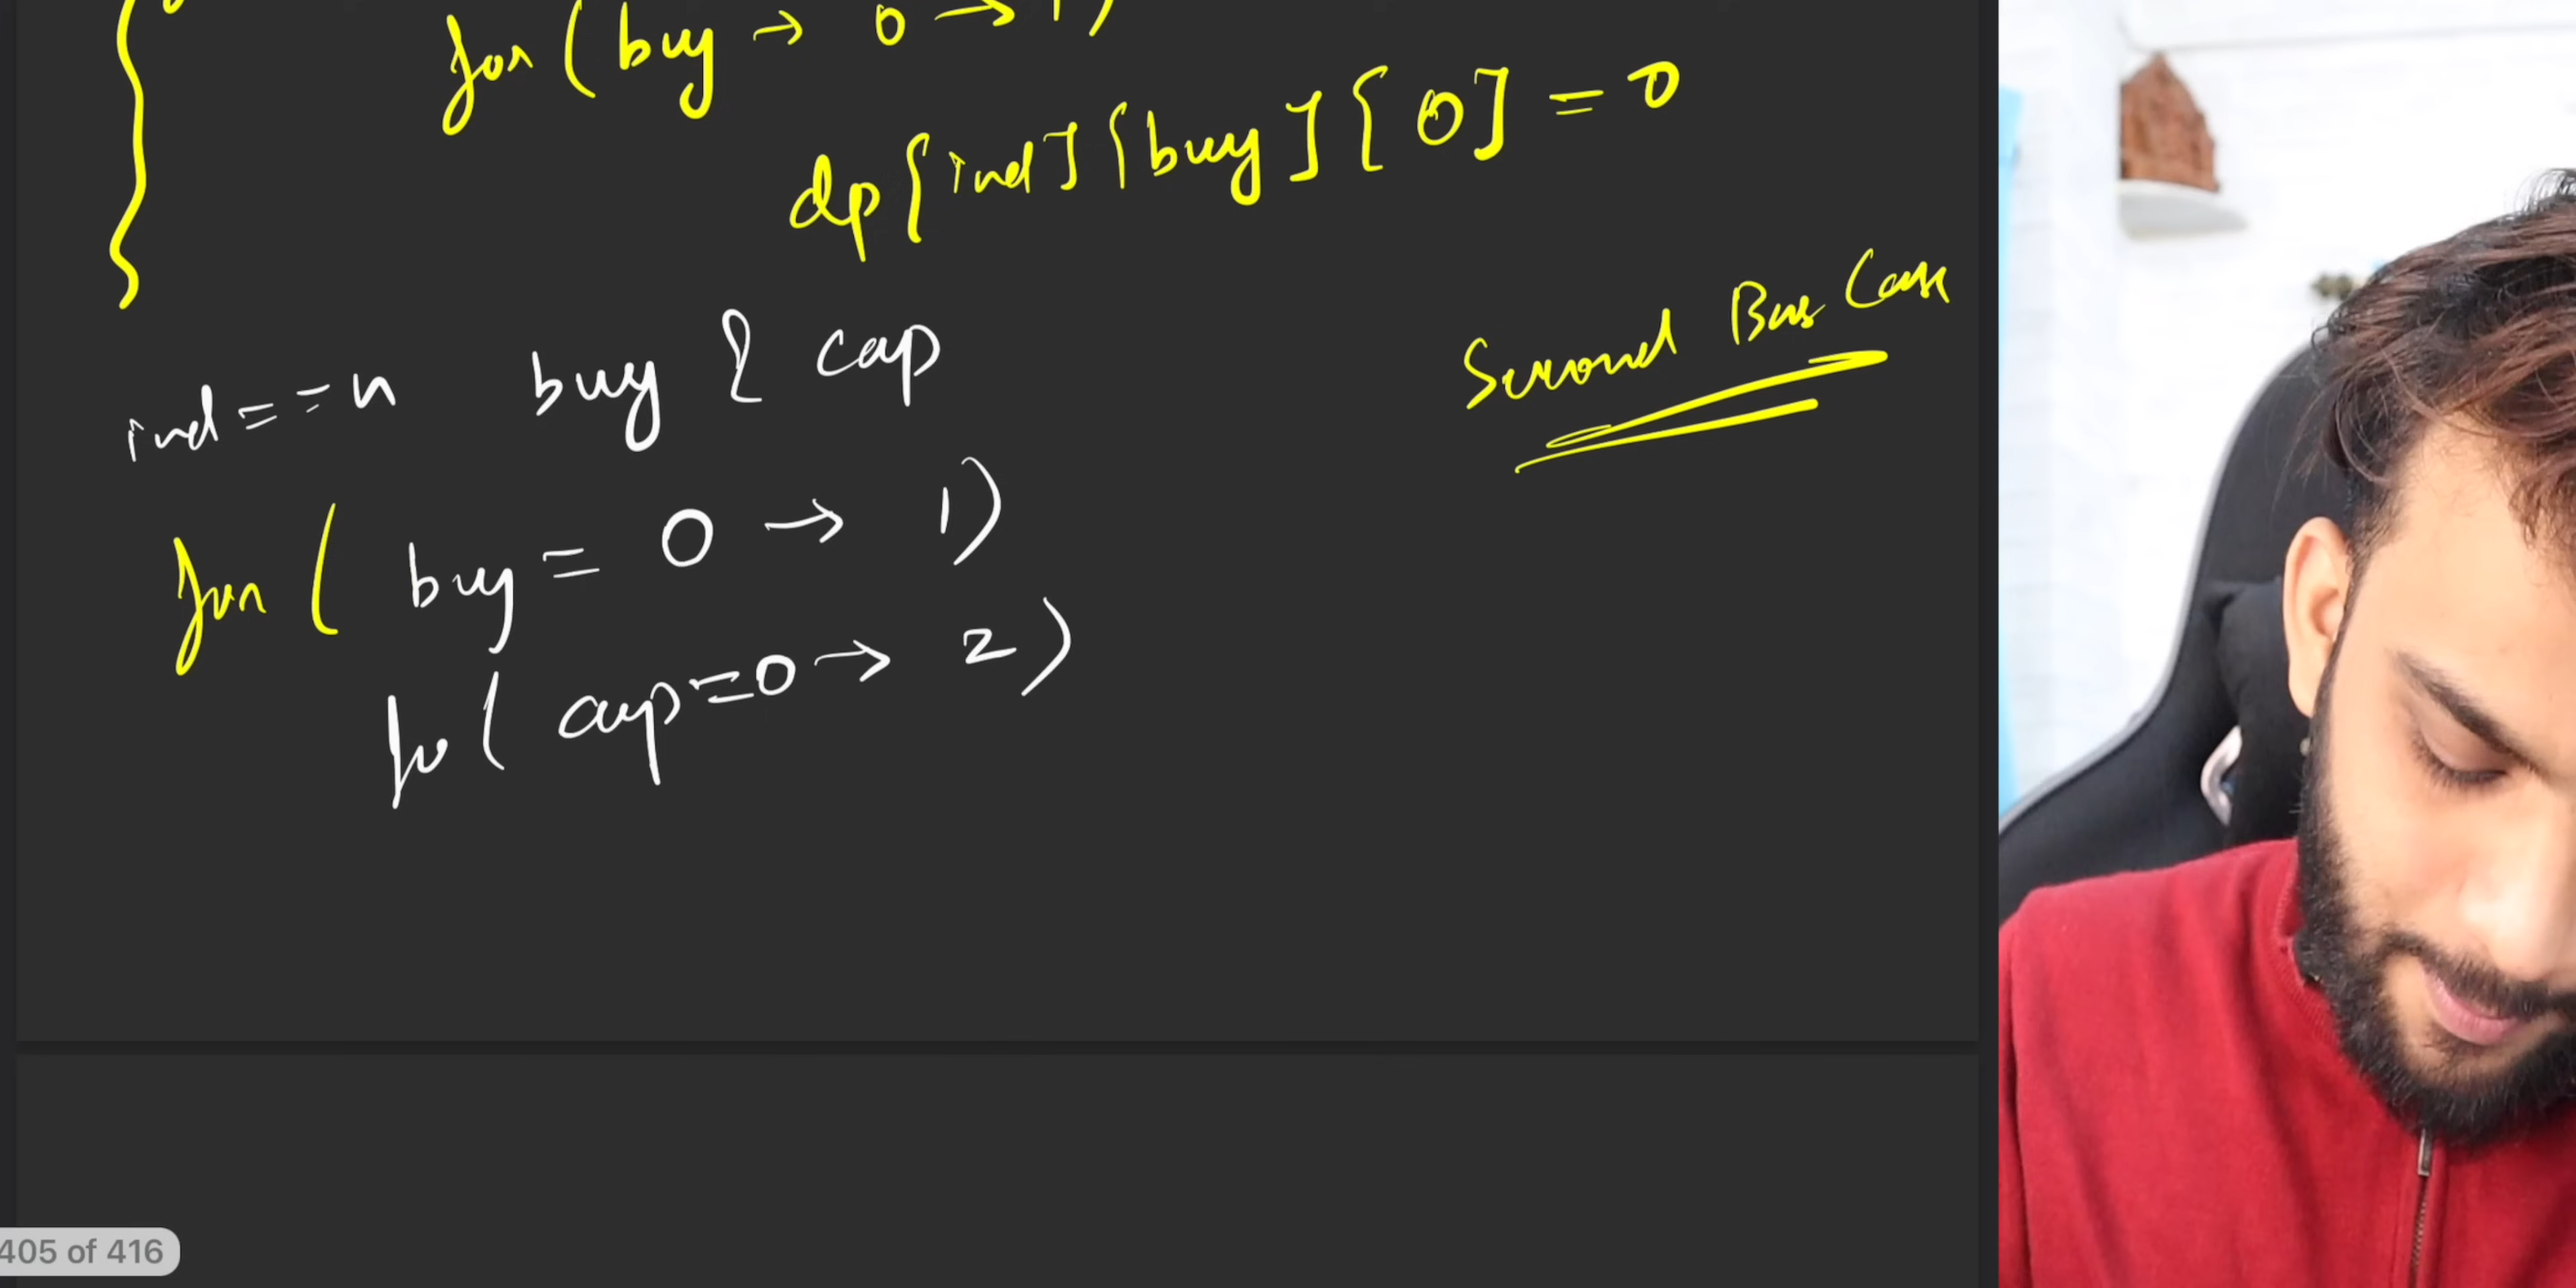 for ( buy → 0 → 1)
dp[ind][buy][0] = 0
Second Base Case
ind == n buy & cap
for ( buy = 0 → 1)
for ( cap=0 → 2)
405 of 416